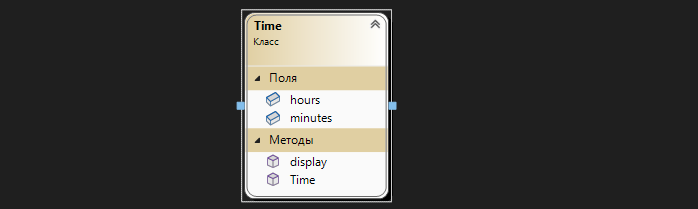 Time
Класс
Поля
hours
minutes
Методы
display
Time